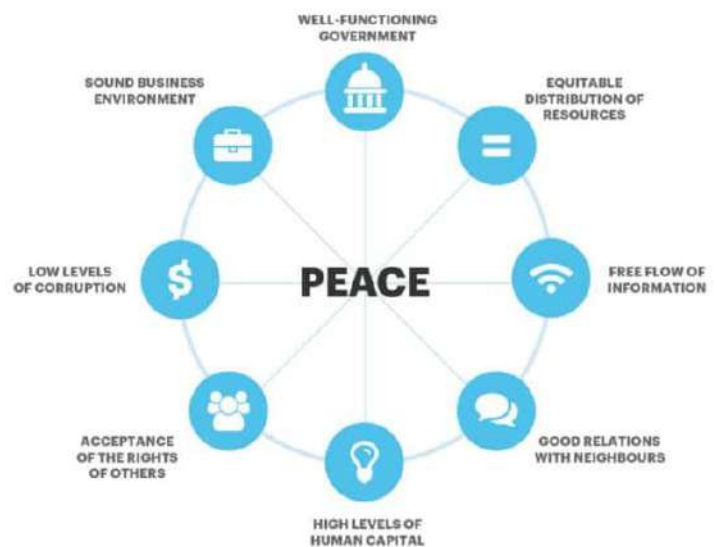 WELL-FUNCTIONING
GOVERNMENT
SOUND BUSINESS
ENVIRONMENT
EQUITABLE
DISTRIBUTION OF
RESOURCES
LOW LEVELS
OF CORRUPTION
$
PEACE
FREE FLOW OF
INFORMATION
ACCEPTANCE
OF THE RIGHTS
OF OTHERS
GOOD RELATIONS
WITH NEIGHBOURS
HIGH LEVELS OF
HUMAN CAPITAL